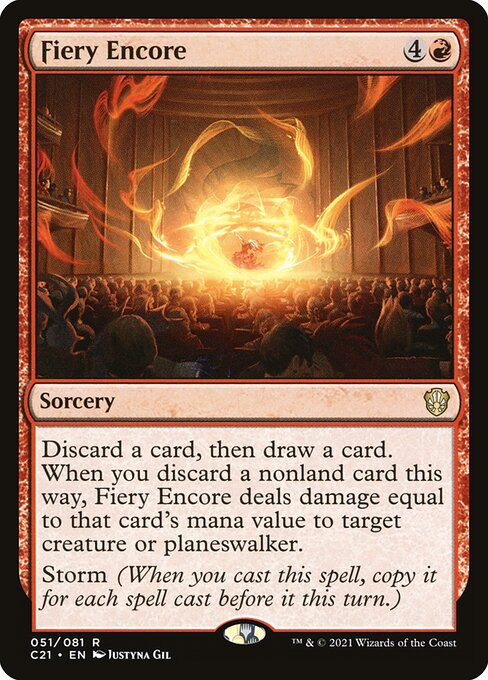 Fiery Encore 4
Sorcery
Discard a card, then draw a card.
When you discard a nonland card this
way, Fiery Encore deals damage equal
to that card's mana value to target
creature or planeswalker.
Storm (When you cast this spell, copy it
for each spell cast before it this turn.)
051/081 R
C21 • EN Justyna Gil
™ & © 2021 Wizards of the Coast